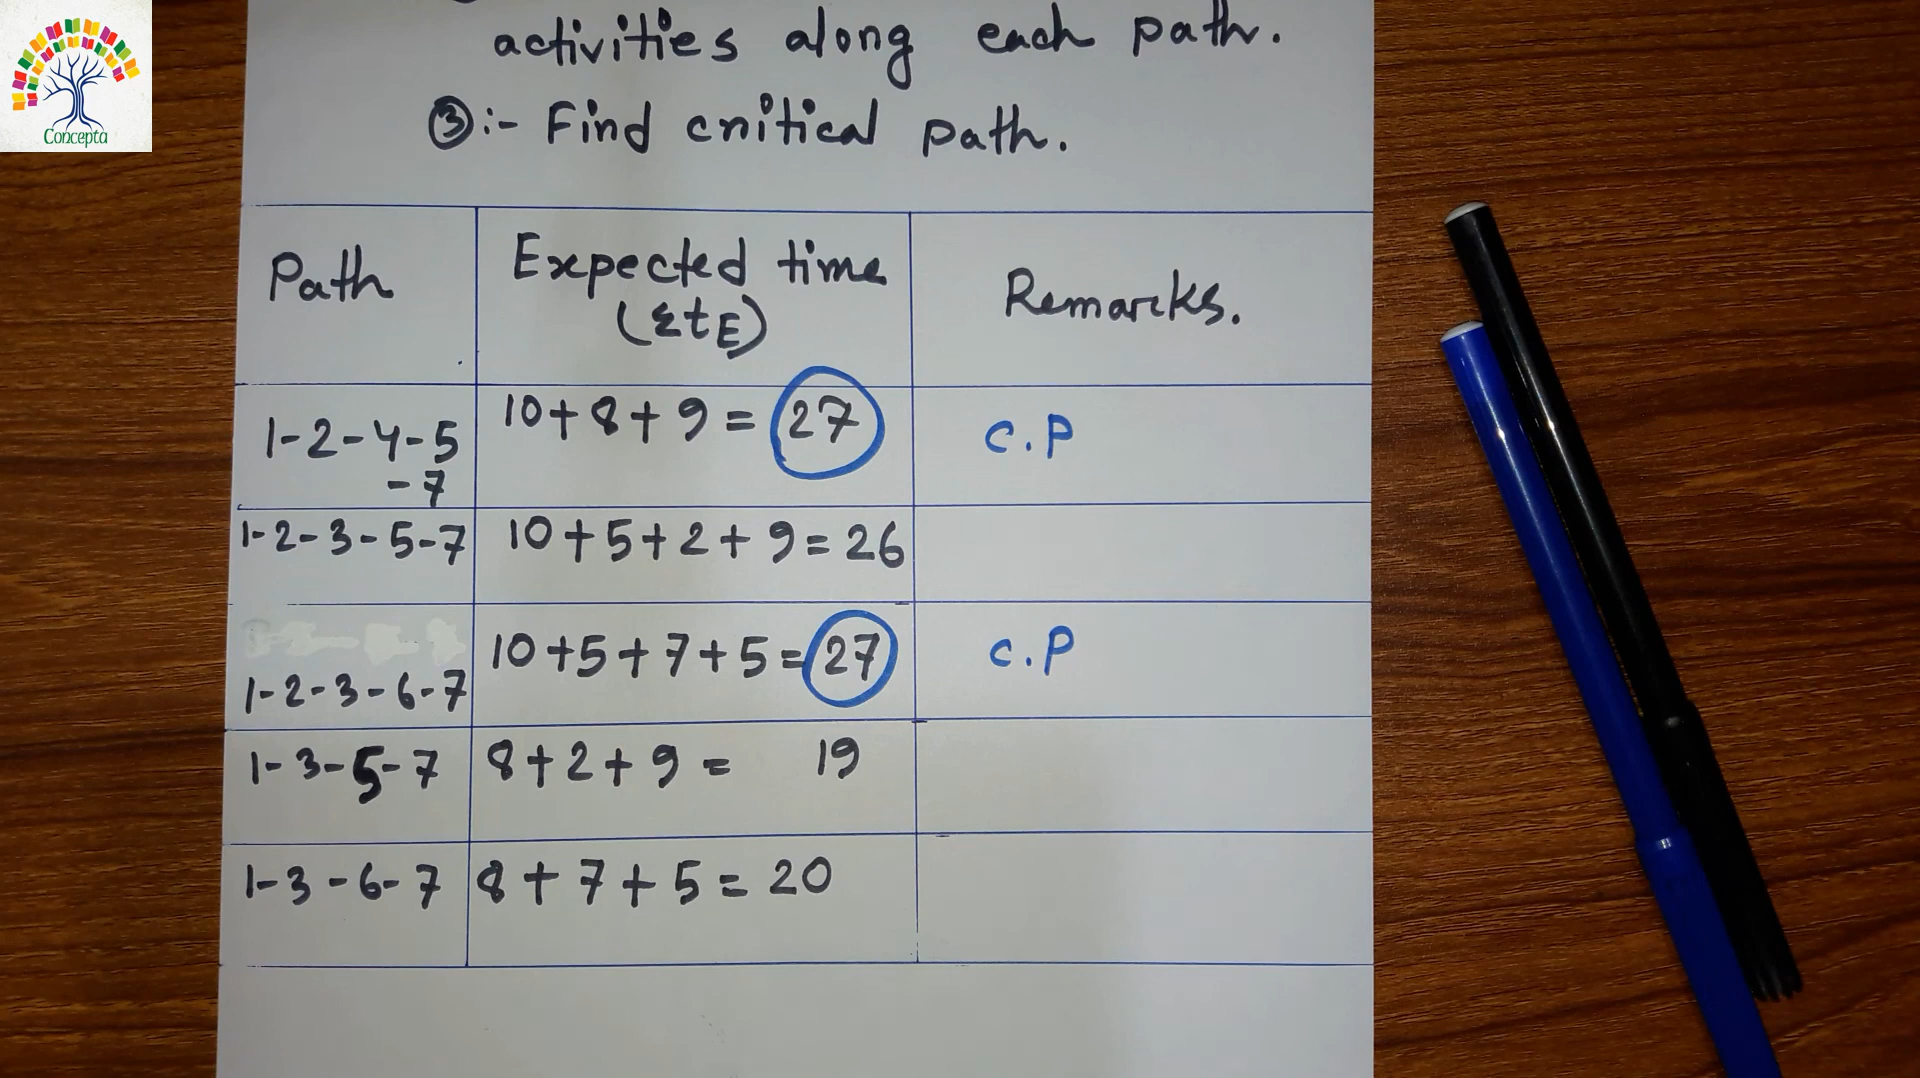 Concepta
activities along each path.
③:- Find critical path.
Path
Expected time
(ΣtE)
Remarks.
1-2-4-5
-7
10+8+9=27
C.P
1-2-3-5-7
10+5+2+9=26
1-2-3-6-7
10+5+7+5=27
C.P
1-3-5-7
8+2+9= 19
1-3-6-7
8+7+5=20